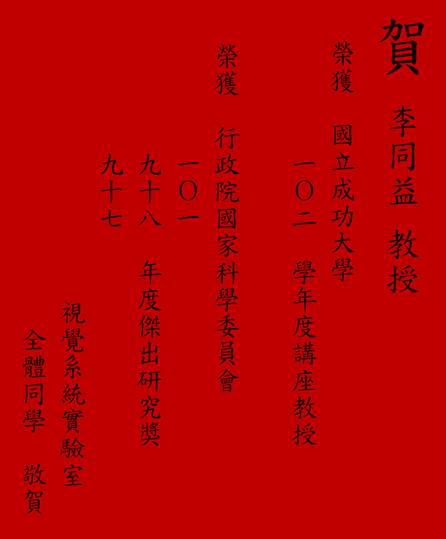 賀 李同益 教授
榮獲 國立成功大學
一〇二 學年度講座教授
榮獲 行政院國家科學委員會
一〇一
九十八 年度傑出研究獎
九十七
視覺系統實驗室
全體同學 敬賀